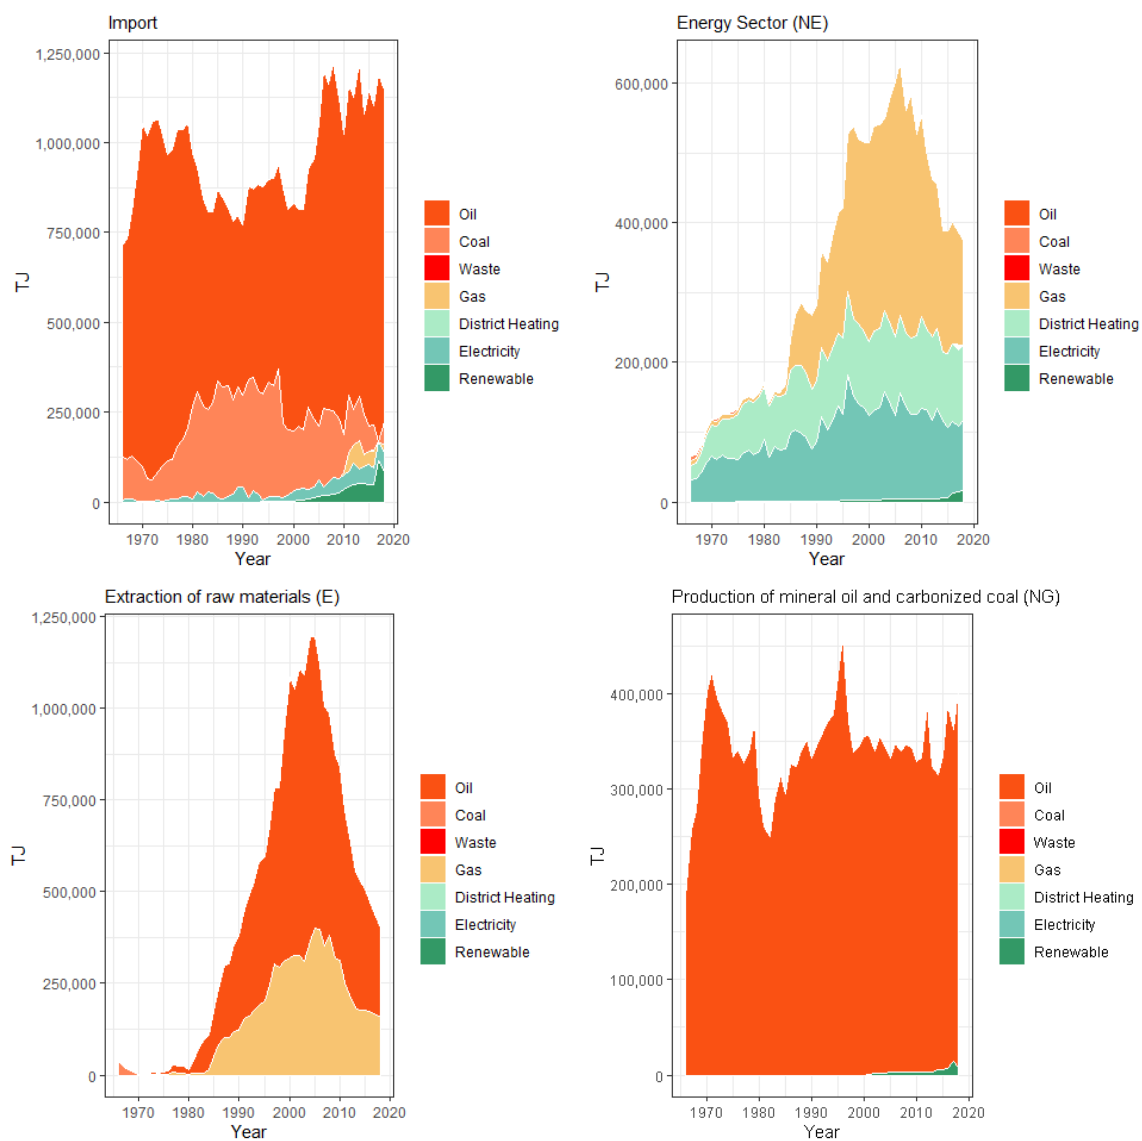 Import
1,250,000
1,000,000
750,000
500,000
250,000
0
TJ
1970 1980 1990 2000 2010 2020
Year
Oil
Coal
Waste
Gas
District Heating
Electricity
Renewable
Energy Sector (NE)
600,000
400,000
200,000
0
TJ
1970 1980 1990 2000 2010 2020
Year
Oil
Coal
Waste
Gas
District Heating
Electricity
Renewable
Extraction of raw materials (E)
1,250,000
1,000,000
750,000
500,000
250,000
0
TJ
1970 1980 1990 2000 2010 2020
Year
Oil
Coal
Waste
Gas
District Heating
Electricity
Renewable
Production of mineral oil and carbonized coal (NG)
400,000
300,000
200,000
100,000
0
TJ
1970 1980 1990 2000 2010 2020
Year
Oil
Coal
Waste
Gas
District Heating
Electricity
Renewable